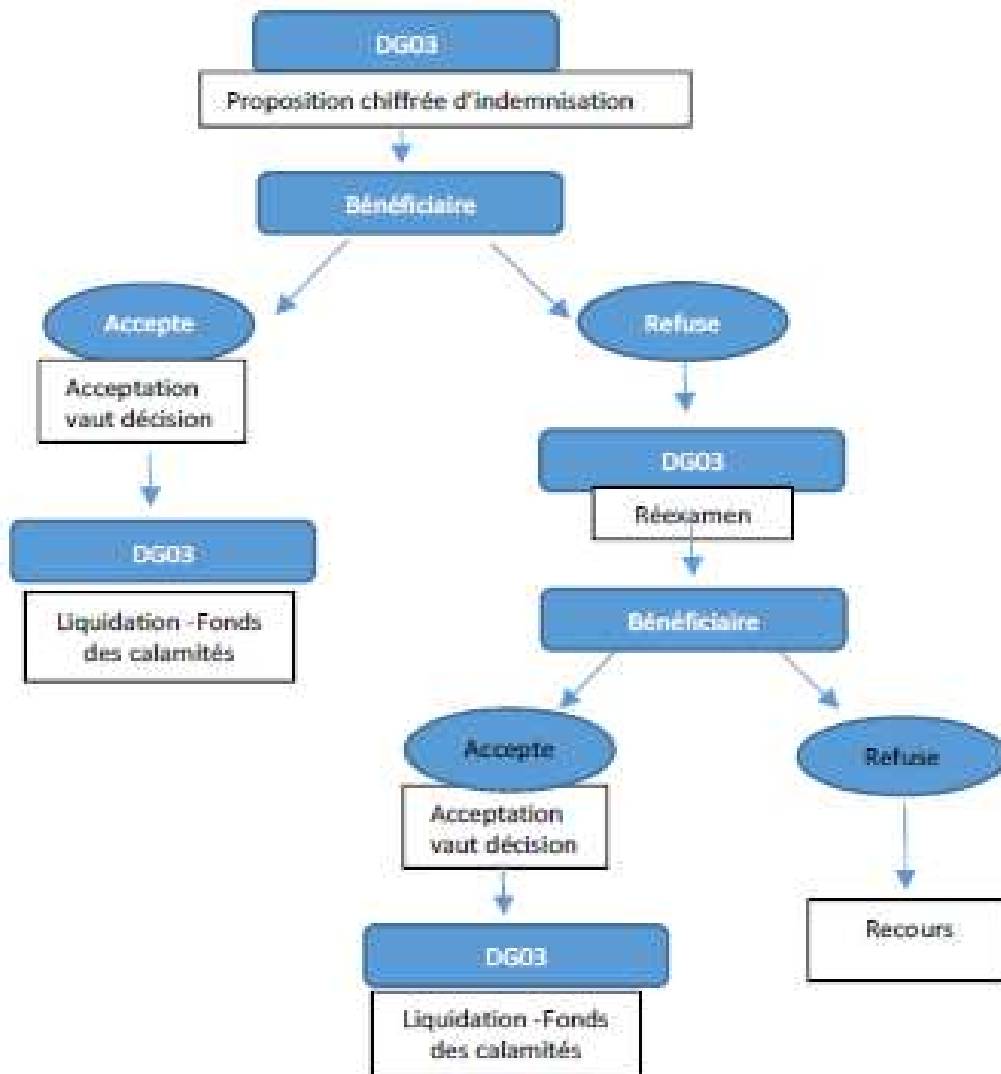 DG03
Proposition chiffrée d'indemnisation
Bénéficiaire
Accepte
Refuse
Acceptation
vaut décision
DG03
Réexamen
DG03
Liquidation -Fonds
des calamités
Bénéficiaire
Accepte
Refuse
Acceptation
vaut décision
Recours
DG03
Liquidation -Fonds
des calamités